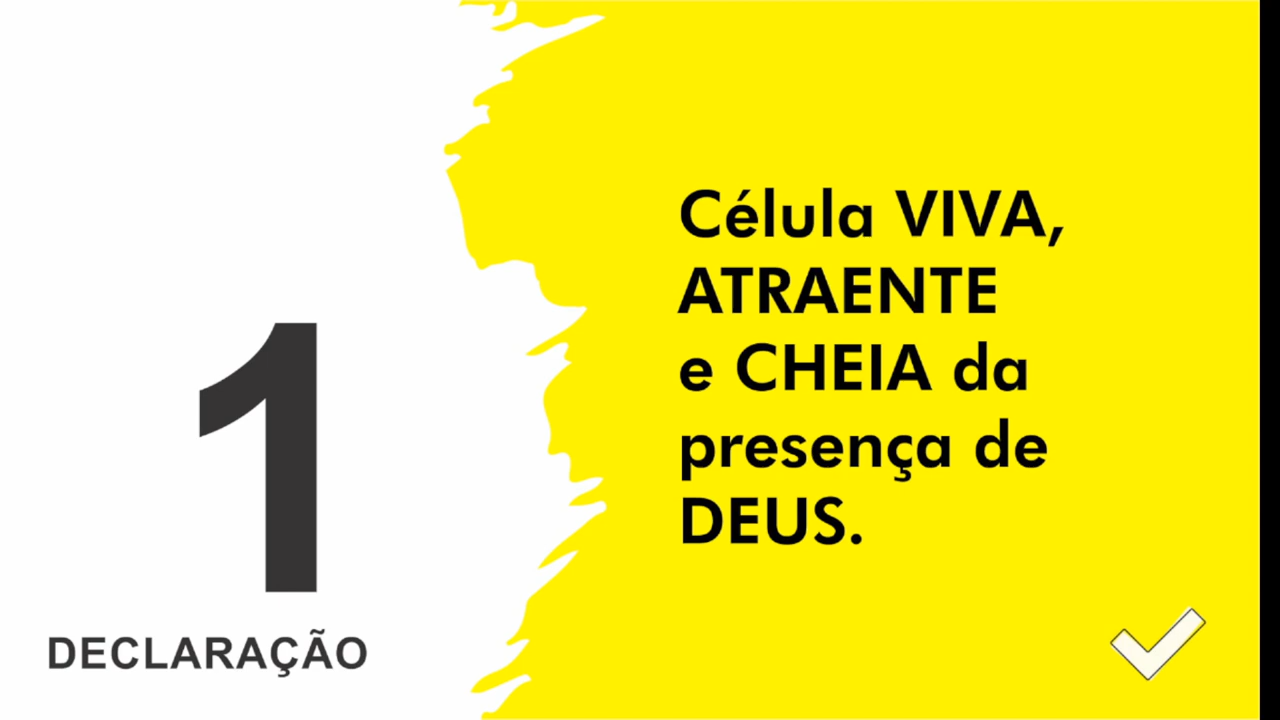 1
DECLARAÇÃO
Célula VIVA,
ATRAENTE
e CHEIA da
presença de
DEUS.